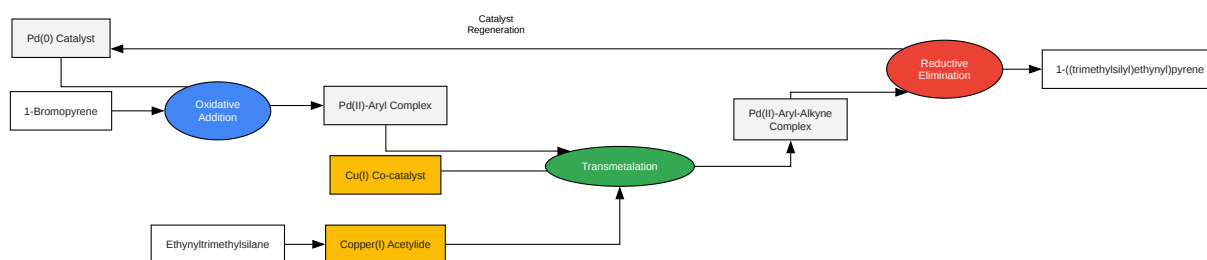 Catalyst
Regeneration
Pd(0) Catalyst
Reductive
Elimination
1-((trimethylsilyl)ethynyl)pyrene
1-Bromopyrene
Oxidative
Addition
Pd(II)-Aryl Complex
Pd(II)-Aryl-Alkyne
Complex
Cu(I) Co-catalyst
Transmetalation
Ethynyltrimethylsilane
Copper(I) Acetylide